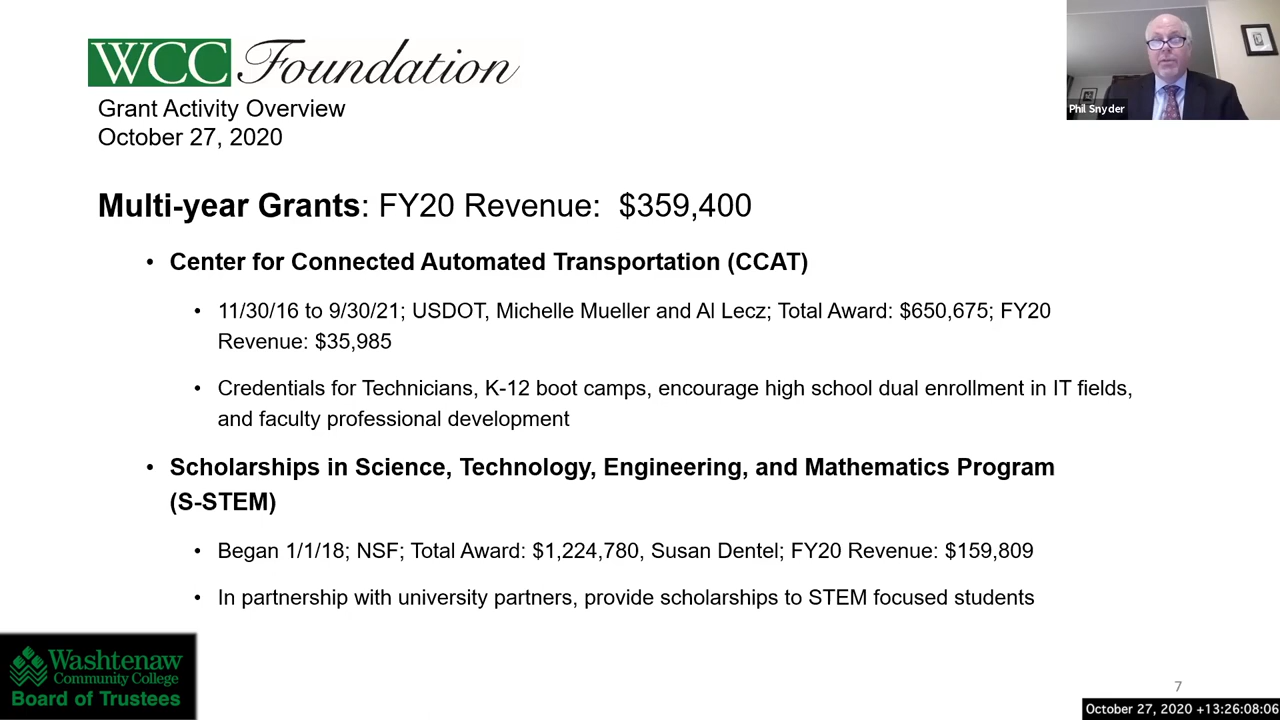 WCC Foundation
Grant Activity Overview
October 27, 2020
Phil Snyder
Multi-year Grants: FY20 Revenue: $359,400
• Center for Connected Automated Transportation (CCAT)
• 11/30/16 to 9/30/21; USDOT, Michelle Mueller and Al Lecz; Total Award: $650,675; FY20
Revenue: $35,985
• Credentials for Technicians, K-12 boot camps, encourage high school dual enrollment in IT fields,
and faculty professional development
• Scholarships in Science, Technology, Engineering, and Mathematics Program
(S-STEM)
• Began 1/1/18; NSF; Total Award: $1,224,780, Susan Dentel; FY20 Revenue: $159,809
• In partnership with university partners, provide scholarships to STEM focused students
Washtenaw
Community College
Board of Trustees
7
October 27, 2020 +13:26:08:06